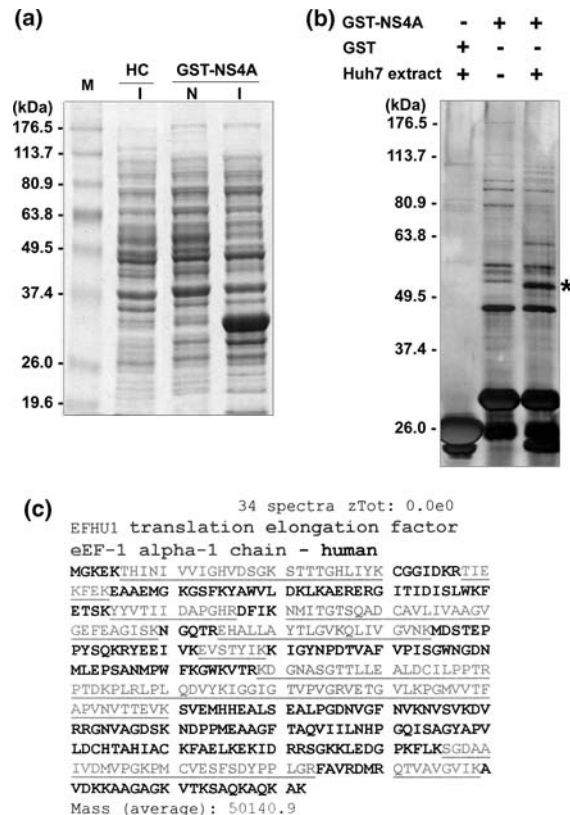 (a)
HC GST-NS4A
M I N I
(kDa)
176.5 -
113.7 -
80.9 -
63.8 -
49.5 -
37.4 -
26.0 -
19.6 -
(b)
GST-NS4A - + +
GST + - -
Huh7 extract + - +
(kDa)
176.5 -
113.7 -
80.9 -
63.8 -
49.5 -
37.4 -
26.0 -
*
(c)
34 spectra zTot: 0.0e0
EFHU1 translation elongation factor
eEF-1 alpha-1 chain - human
MGKEKTHINI VVIGHVDSGK STTTGHLIYK CGGIDKRTIE
KFEKEAAEMG KGSFKYAWVL DKLKAERERG ITIDISLWKF
ETSKYYVTII DAPGHRDFIK NMITGTSQAD CAVLIVAAGV
GEFEAGISKN GQTREHALLA YTLGVKQLIV GVNKMDSTEP
PYSQKRYEEI VKEVSTYIKK IGYNPDTVAF VPISGWNGDN
MLEPSANMPW FKGWKVTRKD GNASGTTLLE ALDCILPPTR
PTDKPLRLPL QDVYKIGGIG TVPVGRVETG VLKPGMVVTF
APVNVTTEVK SVEMHHEALS EALPGDNVGF NVKNVSVKDV
RRGNVAGDSK NDPPMEAAGF TAQVIILNHP GQISAGYAPV
LDCHTAHIAC KFAELKEKID RRSGKKLEDG PKFLKSGDAA
IVDMVPGKPM CVESFSDYPP LGRFAVRDMR QTVAVGVIKA
VDKKAAGAGK VTKSAQKAQK AK
Mass (average): 50140.9